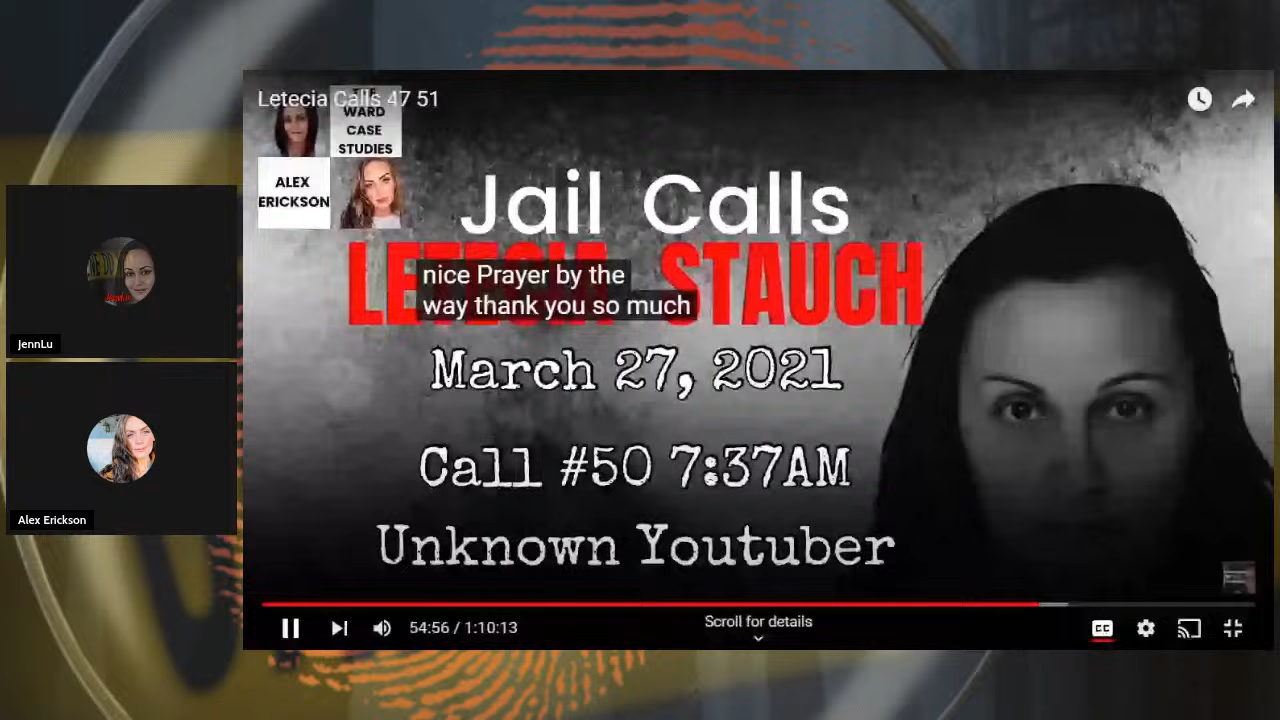 Letecia Calls 47 51
WARD
CASE
STUDIES
ALEX
ERICKSON
Jail Calls
LETECIA STAUCH
nice Prayer by the
way thank you so much
March 27, 2021
Call #50 7:37AM
Unknown Youtuber
JennLu
Alex Erickson
54:56 / 1:10:13
Scroll for details
CC